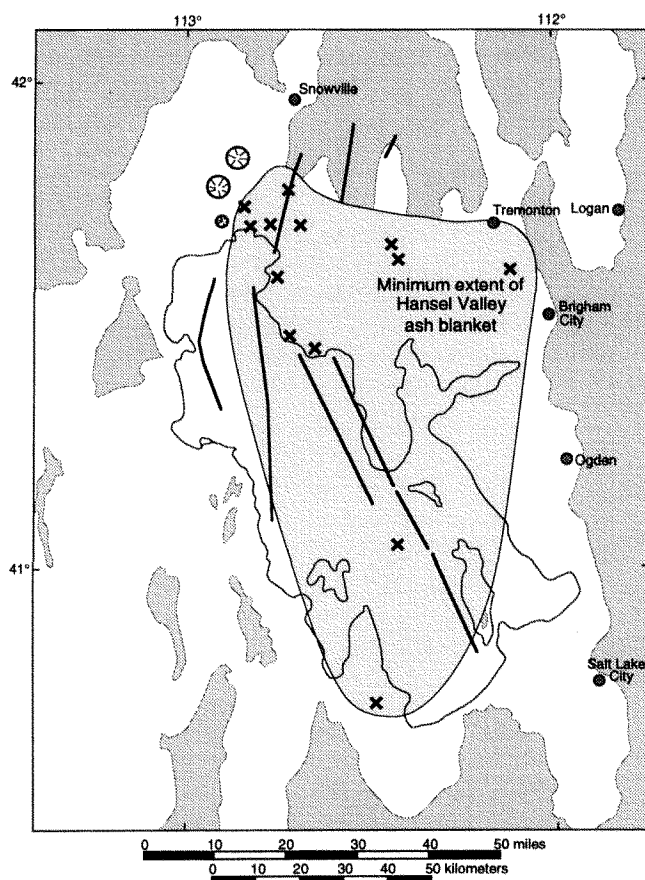 113°
112°
42°
Snowville
Tremonton
Logan
Minimum extent of
Hansel Valley
ash blanket
Brigham
City
Ogden
41°
Salt Lake
City
0 10 20 30 40 50 miles
0 10 20 30 40 50 kilometers